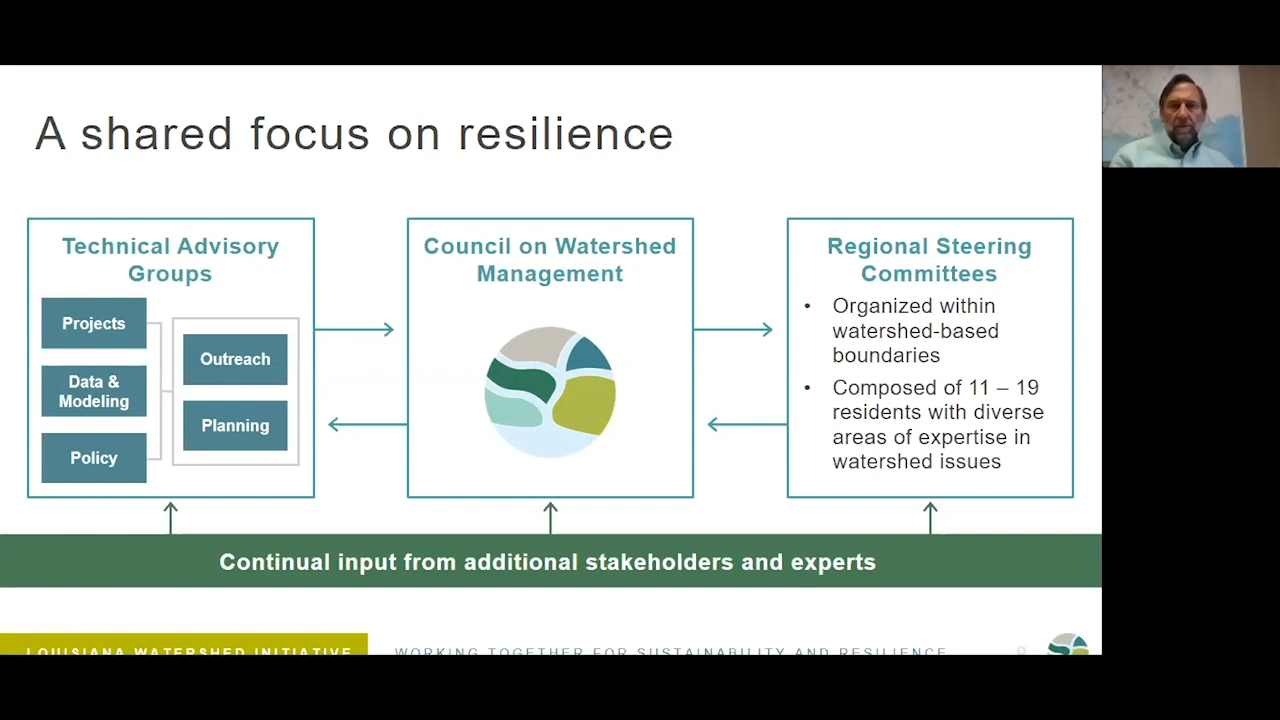 A shared focus on resilience
Technical Advisory
Groups
Projects
Data &
Modeling
Policy
Outreach
Planning
Council on Watershed
Management
Regional Steering
Committees
• Organized within
watershed-based
boundaries
• Composed of 11 – 19
residents with diverse
areas of expertise in
watershed issues
Continual input from additional stakeholders and experts
LOUISIANA WATERSHED INITIATIVE
WORKING TOGETHER FOR SUSTAINABILITY AND RESILIENCE